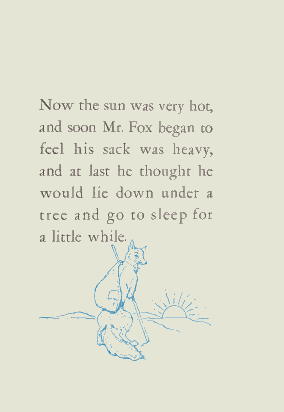 Now the sun was very hot,
and soon Mr. Fox began to
feel his sack was heavy,
and at last he thought he
would lie down under a
tree and go to sleep for
a little while.